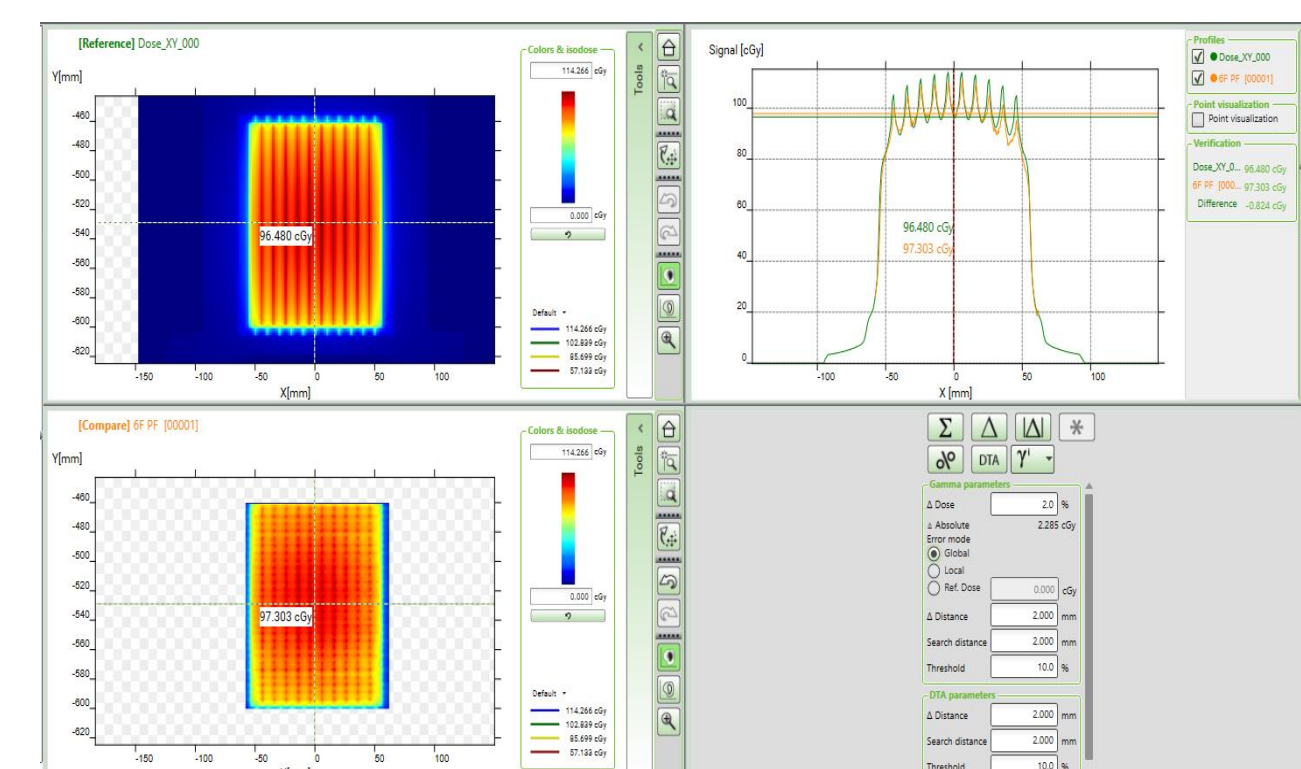 [Reference] Dose_XY_000
Y[mm]
-460
-480
-500
-520
-540
-560
-580
-600
-620
96.480 cGy
-150 -100 -50 0 50 100
X[mm]
Colors & isodose
114.266 cGy
0.000 cGy
Default
114.266 cGy
102.839 cGy
85.699 cGy
57.133 cGy
Tools
Signal [cGy]
100
80
60
40
20
0
96.480 cGy
97.303 cGy
-100 -50 0 50 100
X [mm]
Profiles
Dose_XY_000
6F PF [00001]
Point visualization
Point visualization
Verification
Dose_XY_0... 96.480 cGy
6F PF [000... 97.303 cGy
Difference -0.824 cGy
[Compare] 6F PF [00001]
Y[mm]
-460
-480
-500
-520
-540
-560
-580
-600
-620
97.303 cGy
-150 -100 -50 0 50 100
Colors & isodose
114.266 cGy
0.000 cGy
Default
114.266 cGy
102.839 cGy
85.699 cGy
57.133 cGy
Tools
Σ Δ |Δ| *
DTA γ'
Gamma parameters
Δ Dose 2.0 %
Δ Absolute 2.285 cGy
Error mode
Global
Local
Ref. Dose 0.000 cGy
Δ Distance 2.000 mm
Search distance 2.000 mm
Threshold 10.0 %
DTA parameters
Δ Distance 2.000 mm
Search distance 2.000 mm
Threshold 10.0 %